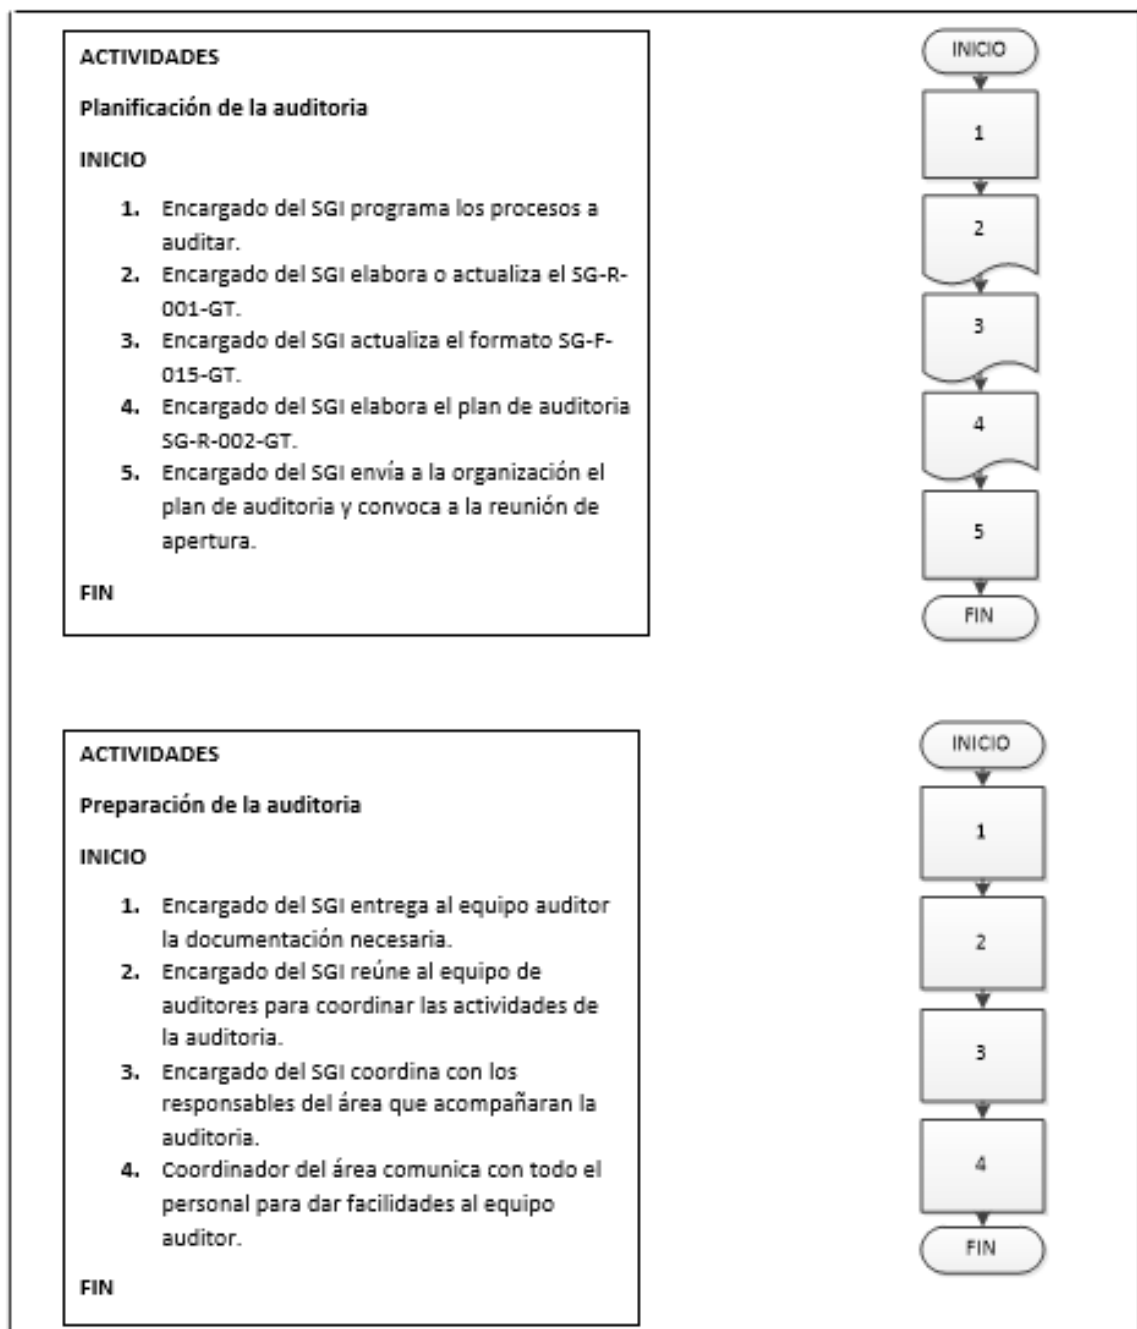 ACTIVIDADES
Planificación de la auditoria
INICIO
1. Encargado del SGI programa los procesos a
auditar.
2. Encargado del SGI elabora o actualiza el SG-R-
001-GT.
3. Encargado del SGI actualiza el formato SG-F-
015-GT.
4. Encargado del SGI elabora el plan de auditoria
SG-R-002-GT.
5. Encargado del SGI envía a la organización el
plan de auditoria y convoca a la reunión de
apertura.
FIN
INICIO
1
2
3
4
5
FIN
ACTIVIDADES
Preparación de la auditoria
INICIO
1. Encargado del SGI entrega al equipo auditor
la documentación necesaria.
2. Encargado del SGI reúne al equipo de
auditores para coordinar las actividades de
la auditoria.
3. Encargado del SGI coordina con los
responsables del área que acompañaran la
auditoria.
4. Coordinador del área comunica con todo el
personal para dar facilidades al equipo
auditor.
FIN
INICIO
1
2
3
4
FIN